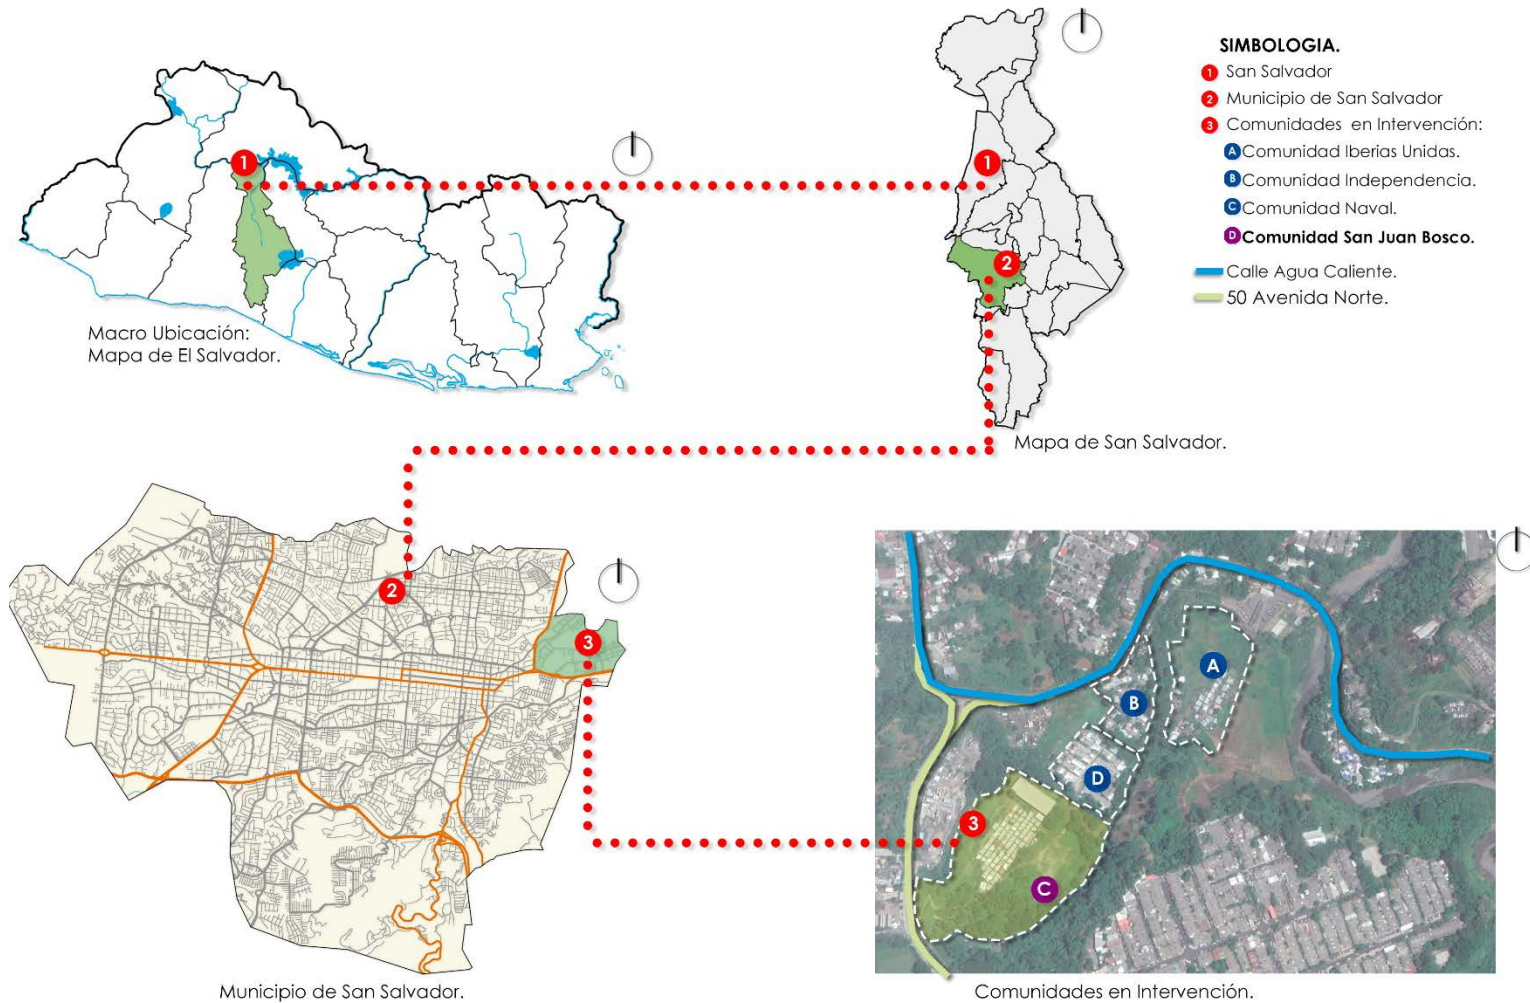 SIMBOLOGIA.
1 San Salvador
2 Municipio de San Salvador
3 Comunidades en Intervención:
A Comunidad Iberias Unidas.
B Comunidad Independencia.
C Comunidad Naval.
D Comunidad San Juan Bosco.
Calle Agua Caliente.
50 Avenida Norte.
1
1
2
Macro Ubicación:
Mapa de El Salvador.
Mapa de San Salvador.
2
3
A
B
D
3
C
Municipio de San Salvador.
Comunidades en Intervención.